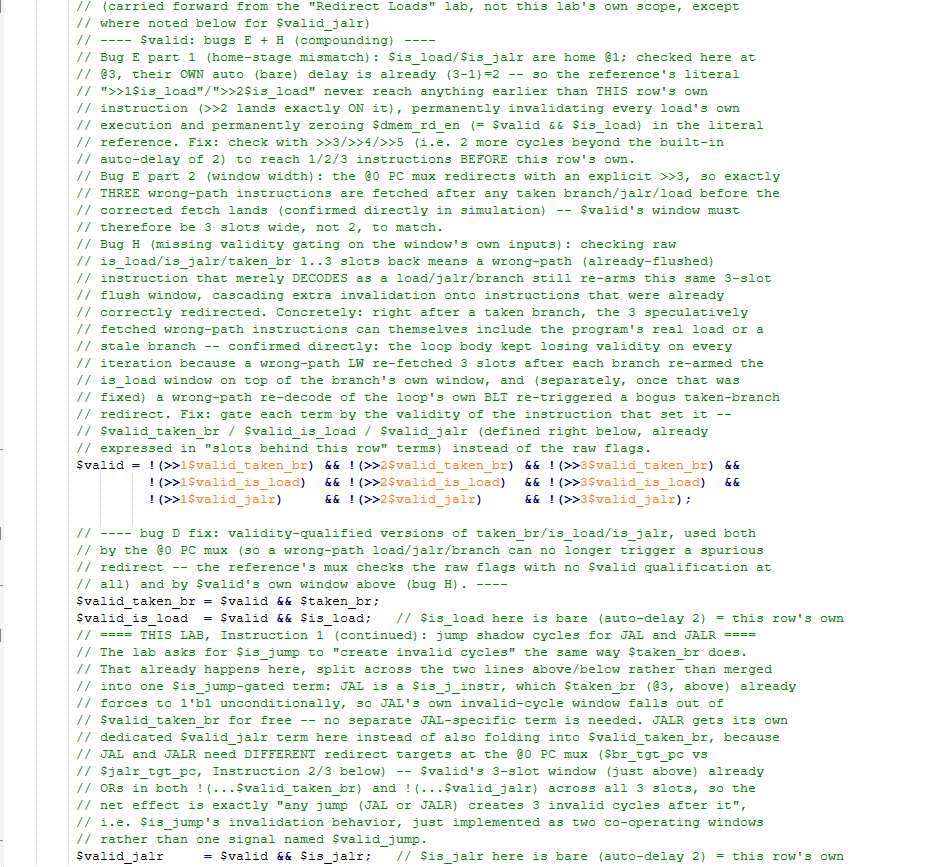 // (carried forward from the "Redirect Loads" lab, not this lab's own scope, except
// where noted below for $valid_jalr)
// ---- $valid: bugs E + H (compounding) ----
// Bug E part 1 (home-stage mismatch): $is_load/$is_jalr are home @1; checked here at
// @3, their OWN auto (bare) delay is already (3-1)=2 -- so the reference's literal
// ">>1$is_load"/">>2$is_load" never reach anything earlier than THIS row's own
// instruction (>>2 lands exactly ON it), permanently invalidating every load's own
// execution and permanently zeroing $dmem_rd_en (= $valid && $is_load) in the literal
// reference. Fix: check with >>3/>>4/>>5 (i.e. 2 more cycles beyond the built-in
// auto-delay of 2) to reach 1/2/3 instructions BEFORE this row's own.
// Bug E part 2 (window width): the @0 PC mux redirects with an explicit >>3, so exactly
// THREE wrong-path instructions are fetched after any taken branch/jalr/load before the
// corrected fetch lands (confirmed directly in simulation) -- $valid's window must
// therefore be 3 slots wide, not 2, to match.
// Bug H (missing validity gating on the window's own inputs): checking raw
// is_load/is_jalr/taken_br 1..3 slots back means a wrong-path (already-flushed)
// instruction that merely DECODES as a load/jalr/branch still re-arms this same 3-slot
// flush window, cascading extra invalidation onto instructions that were already
// correctly redirected. Concretely: right after a taken branch, the 3 speculatively
// fetched wrong-path instructions can themselves include the program's real load or a
// stale branch -- confirmed directly: the loop body kept losing validity on every
// iteration because a wrong-path LW re-fetched 3 slots after each branch re-armed the
// is_load window on top of the branch's own window, and (separately, once that was
// fixed) a wrong-path re-decode of the loop's own BLT re-triggered a bogus taken-branch
// redirect. Fix: gate each term by the validity of the instruction that set it --
// $valid_taken_br / $valid_is_load / $valid_jalr (defined right below, already
// expressed in "slots behind this row" terms) instead of the raw flags.
$valid = !(>>1$valid_taken_br) && !(>>2$valid_taken_br) && !(>>3$valid_taken_br) &&
!(>>1$valid_is_load) && !(>>2$valid_is_load) && !(>>3$valid_is_load) &&
!(>>1$valid_jalr) && !(>>2$valid_jalr) && !(>>3$valid_jalr);
// ---- bug D fix: validity-qualified versions of taken_br/is_load/is_jalr, used both
// by the @0 PC mux (so a wrong-path load/jalr/branch can no longer trigger a spurious
// redirect -- the reference's mux checks the raw flags with no $valid qualification at
// all) and by $valid's own window above (bug H). ----
$valid_taken_br = $valid && $taken_br;
$valid_is_load = $valid && $is_load; // $is_load here is bare (auto-delay 2) = this row's own
// ==== THIS LAB, Instruction 1 (continued): jump shadow cycles for JAL and JALR ====
// The lab asks for $is_jump to "create invalid cycles" the same way $taken_br does.
// That already happens here, split across the two lines above/below rather than merged
// into one $is_jump-gated term: JAL is a $is_j_instr, which $taken_br (@3, above) already
// forces to 1'b1 unconditionally, so JAL's own invalid-cycle window falls out of
// $valid_taken_br for free -- no separate JAL-specific term is needed. JALR gets its own
// dedicated $valid_jalr term here instead of also folding into $valid_taken_br, because
// JAL and JALR need DIFFERENT redirect targets at the @0 PC mux ($br_tgt_pc vs
// $jalr_tgt_pc, Instruction 2/3 below) -- $valid's 3-slot window (just above) already
// ORs in both !(...$valid_taken_br) and !(...$valid_jalr) across all 3 slots, so the
// net effect is exactly "any jump (JAL or JALR) creates 3 invalid cycles after it",
// i.e. $is_jump's invalidation behavior, just implemented as two co-operating windows
// rather than one signal named $valid_jump.
$valid_jalr = $valid && $is_jalr; // $is_jalr here is bare (auto-delay 2) = this row's own